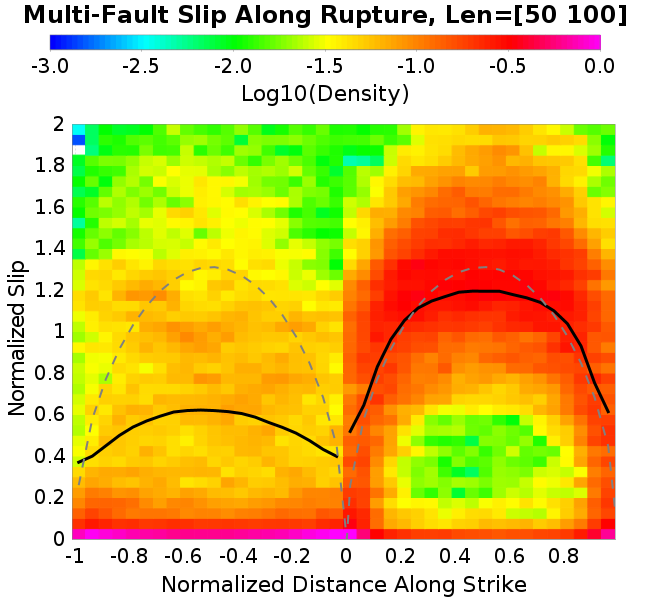 Multi-Fault Slip Along Rupture, Len=[50 100]
-3.0 -2.5 -2.0 -1.5 -1.0 -0.5 0.0
Log10(Density)
2
1.8
1.6
1.4
1.2
1
0.8
0.6
0.4
0.2
0
Normalized Slip
-1 -0.8 -0.6 -0.4 -0.2 0 0.2 0.4 0.6 0.8
Normalized Distance Along Strike